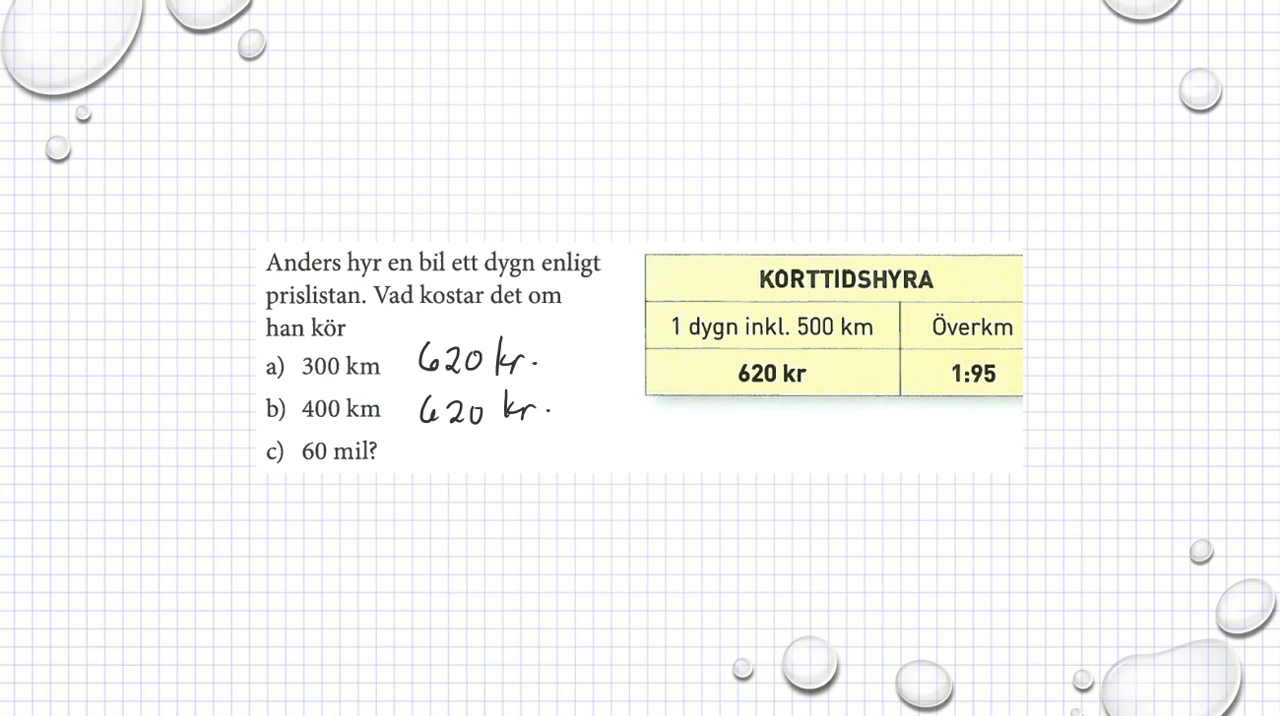 Anders hyr en bil ett dygn enligt
prislistan. Vad kostar det om
han kör
a) 300 km 620 kr.
b) 400 km 620 kr.
c) 60 mil?
KORTTIDSHYRA
1 dygn inkl. 500 km Överkm
620 kr 1:95